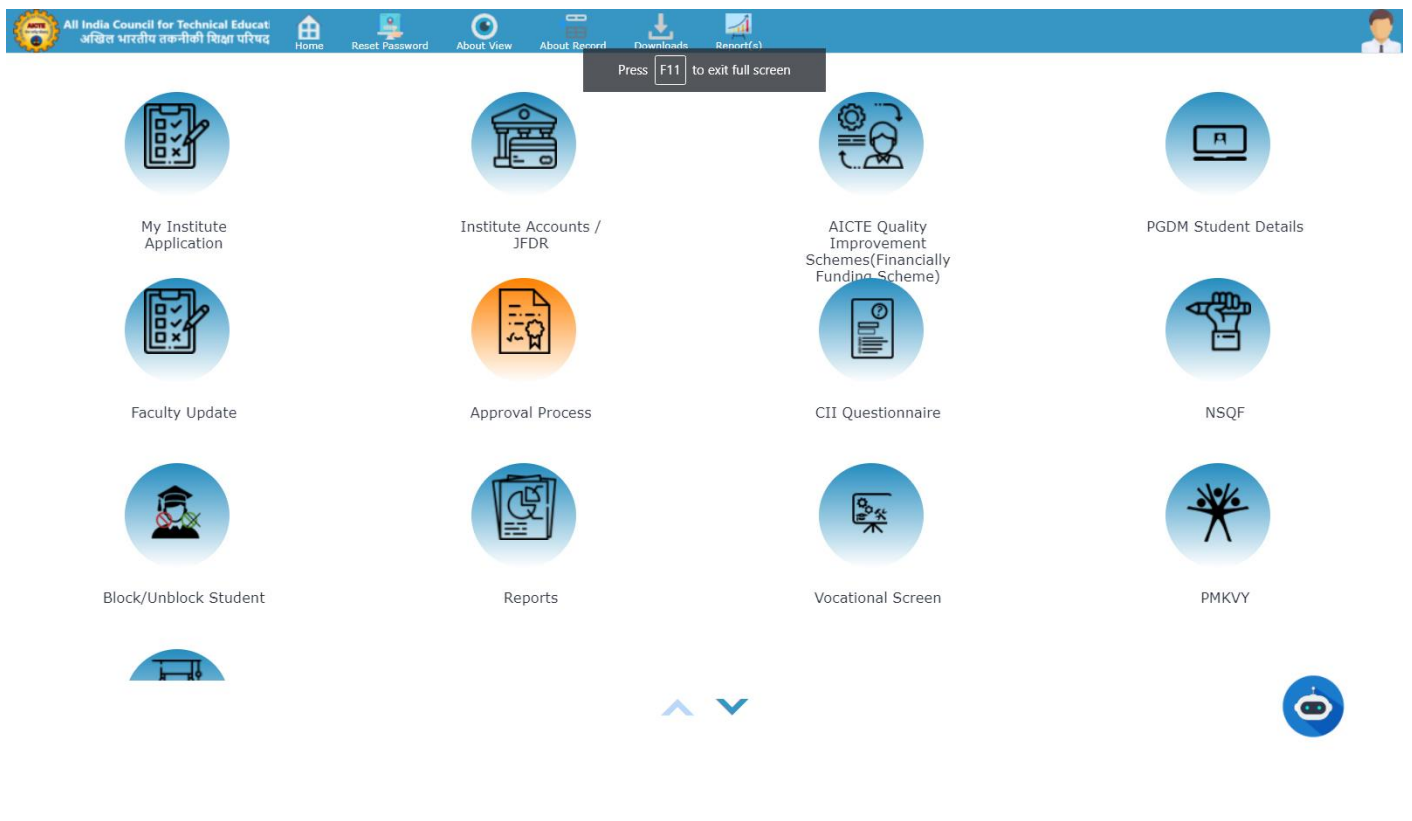 All India Council for Technical Educati
अखिल भारतीय तकनीकी शिक्षा परिषद
Home
Reset Password
About View
About Record
Downloads
Report(s)
Press F11 to exit full screen
My Institute
Application
Institute Accounts /
JFDR
AICTE Quality
Improvement
Schemes(Financially
Funding Scheme)
PGDM Student Details
Faculty Update
Approval Process
CII Questionnaire
NSQF
Block/Unblock Student
Reports
Vocational Screen
PMKVY